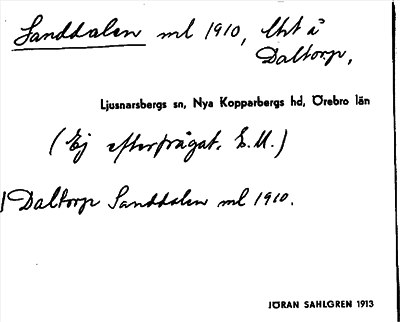 Sanddalen ml 1910, lht å
Daltorp,
Ljusnarsbergs sn, Nya Kopparbergs hd, Örebro län
(Ej efterfrågat. E.U.)
Daltorp Sanddalen ml 1910.
JÖRAN SAHLGREN 1913